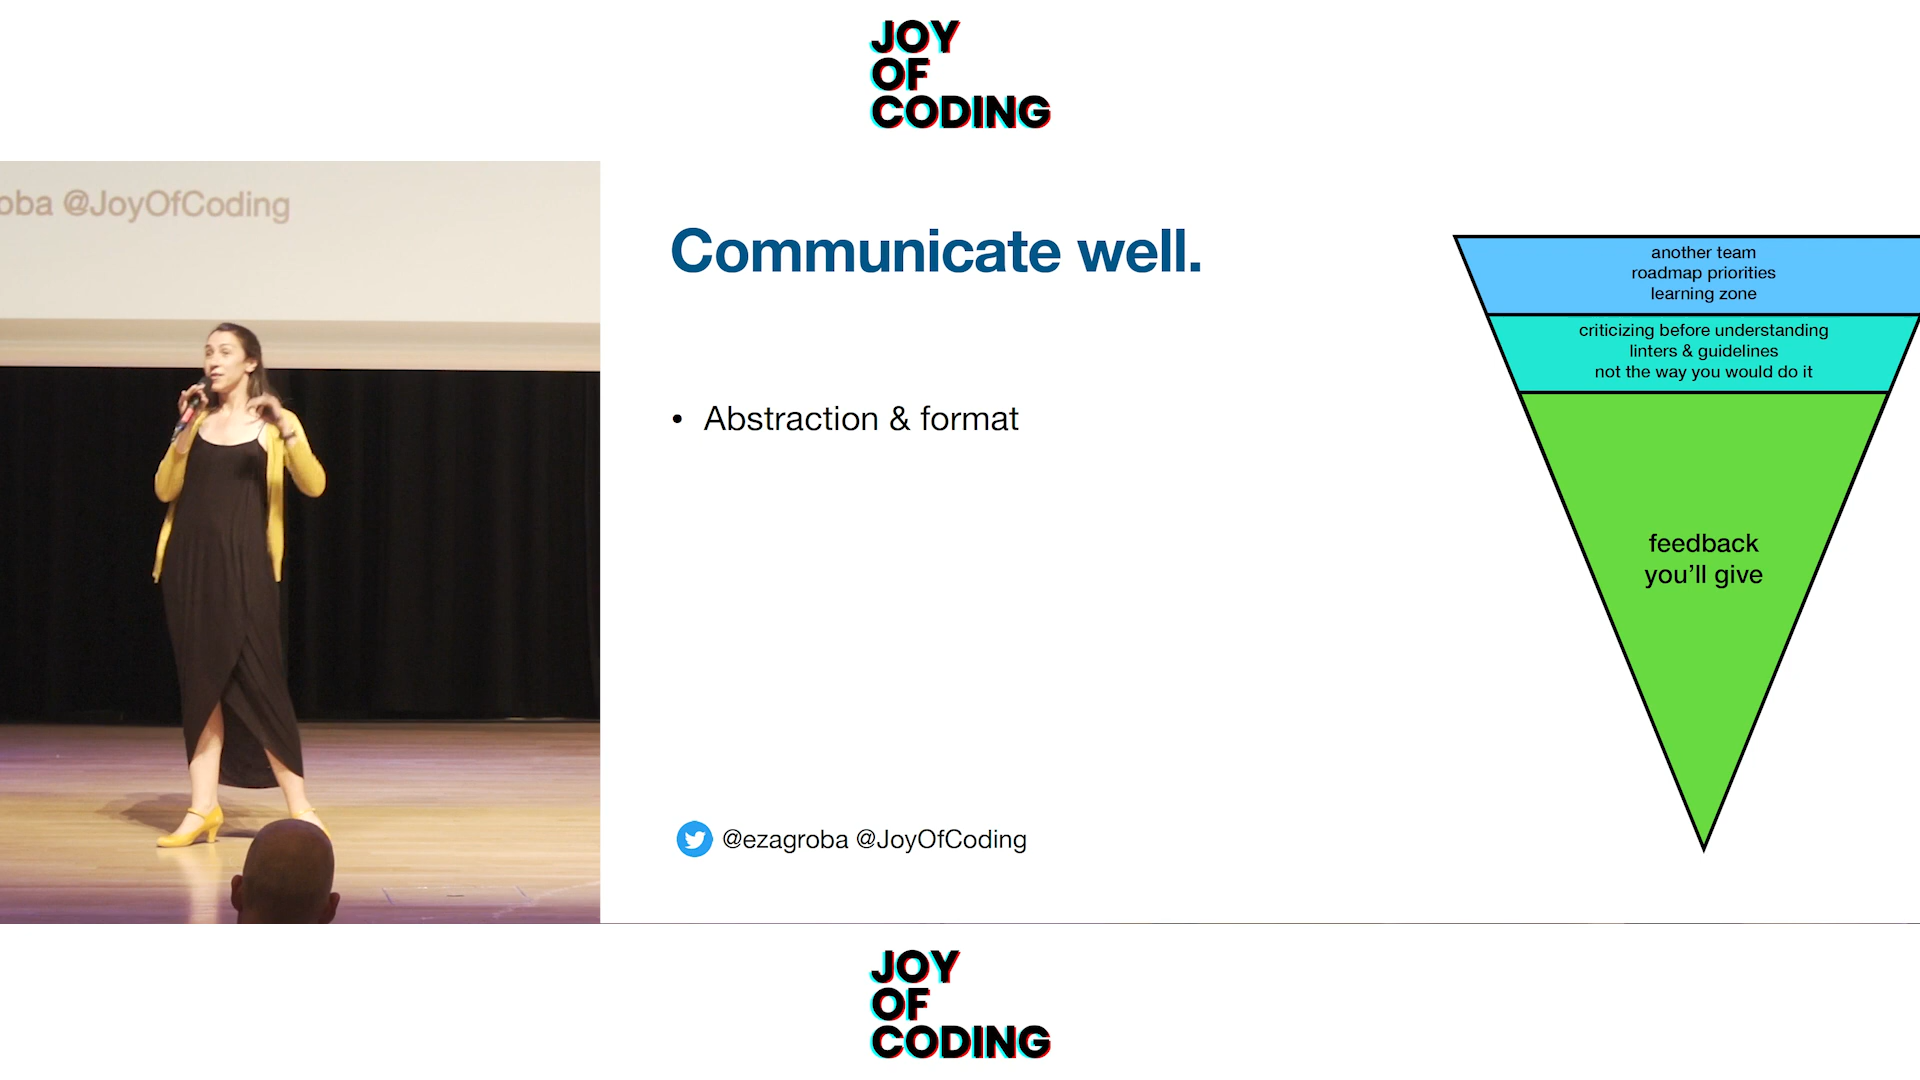 JOY
OF
CODING
oba @JoyOfCoding
Communicate well.
• Abstraction & format
@ezagroba @JoyOfCoding
another team
roadmap priorities
learning zone
criticizing before understanding
linters & guidelines
not the way you would do it
feedback
you'll give
JOY
OF
CODING